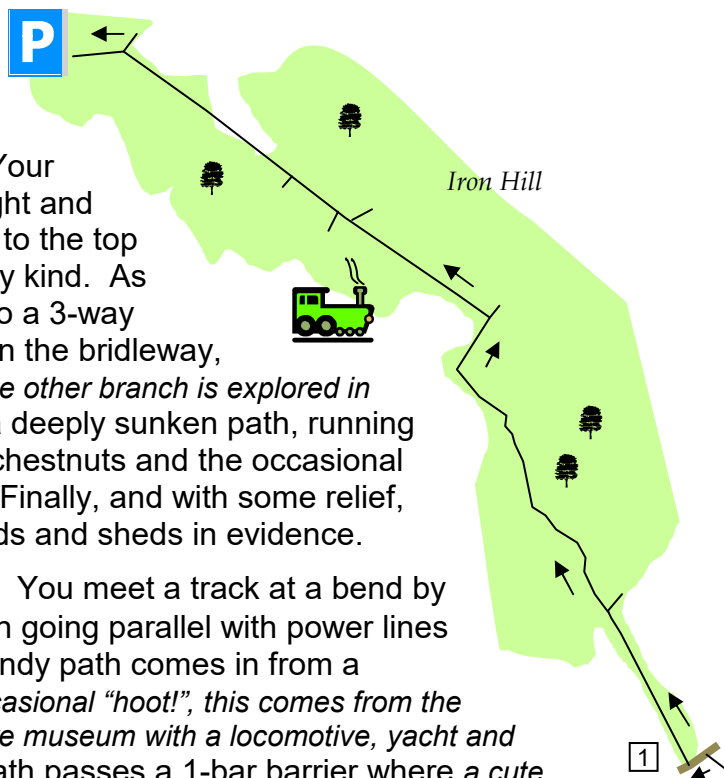 P
Iron Hill
Your
ght and
to the top
y kind. As
o a 3-way
n the bridleway,
e other branch is explored in
a deeply sunken path, running
chestnuts and the occasional
Finally, and with some relief,
ds and sheds in evidence.
You meet a track at a bend by
n going parallel with power lines
ndy path comes in from a
casional “hoot!”, this comes from the
e museum with a locomotive, yacht and
ath passes a 1-bar barrier where a cute
1